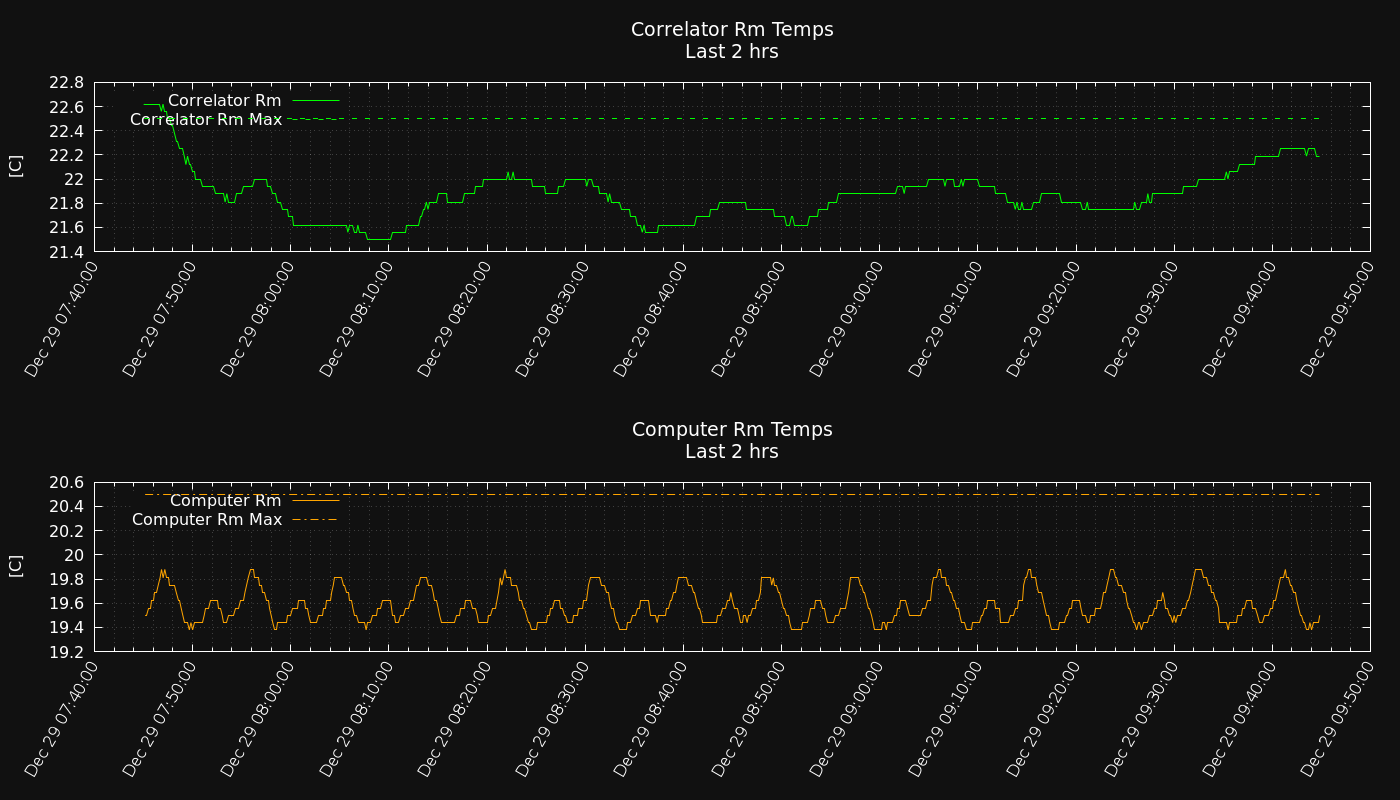 Correlator Rm Temps
Last 2 hrs
[C]
22.8
22.6
22.4
22.2
22
21.8
21.6
21.4
Correlator Rm
Correlator Rm Max
Dec 29 07:40:00
Dec 29 07:50:00
Dec 29 08:00:00
Dec 29 08:10:00
Dec 29 08:20:00
Dec 29 08:30:00
Dec 29 08:40:00
Dec 29 08:50:00
Dec 29 09:00:00
Dec 29 09:10:00
Dec 29 09:20:00
Dec 29 09:30:00
Dec 29 09:40:00
Dec 29 09:50:00
Computer Rm Temps
Last 2 hrs
[C]
20.6
20.4
20.2
20
19.8
19.6
19.4
19.2
Computer Rm
Computer Rm Max
Dec 29 07:40:00
Dec 29 07:50:00
Dec 29 08:00:00
Dec 29 08:10:00
Dec 29 08:20:00
Dec 29 08:30:00
Dec 29 08:40:00
Dec 29 08:50:00
Dec 29 09:00:00
Dec 29 09:10:00
Dec 29 09:20:00
Dec 29 09:30:00
Dec 29 09:40:00
Dec 29 09:50:00